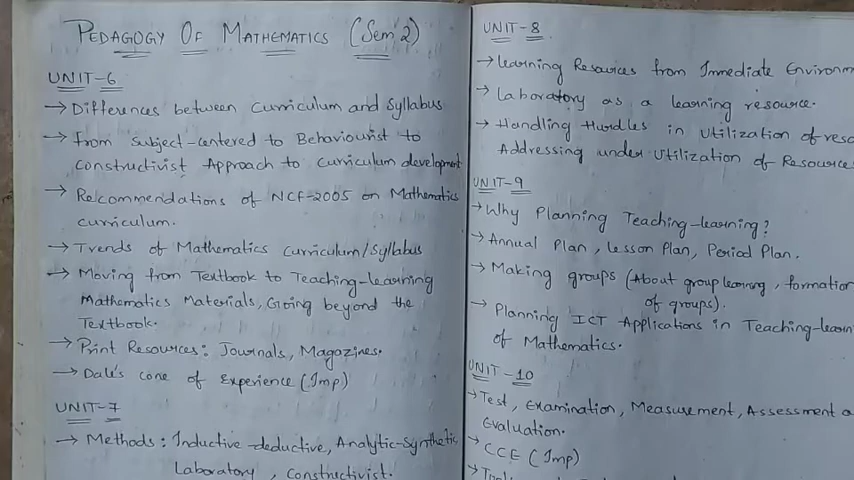 PEDAGOGY OF MATHEMATICS (Sem 2)
UNIT-6
→ Differences between Curriculum and Syllabus
→ From Subject-centered to Behaviourist to
Constructivist Approach to Curriculum development
→ Recommendations of NCF-2005 on Mathematics
curriculum.
→ Trends of Mathematics Curriculum/Syllabus
→ Moving from Textbook to Teaching-learning
Mathematics Materials, Going beyond the
Textbook.
→ Print Resources: Journals, Magazines.
→ Dale's cone of Experience (Imp)
UNIT-7
→ Methods: Inductive-deductive, Analytic-Synthetic
Laboratory, Constructivist.
UNIT-8
→ Learning Resources from Immediate Environm
→ Laboratory as a learning resource.
→ Handling Hurdles in Utilization of reso
Addressing under Utilization of Resource
UNIT-9
→ Why Planning Teaching-learning?
→ Annual Plan, Lesson Plan, Period Plan.
→ Making groups (About group learning, formation
of groups).
→ Planning ICT Applications in Teaching-learn
of Mathematics.
UNIT-10
→ Test, Examination, Measurement, Assessment a
Evaluation.
→ CCE (Imp)